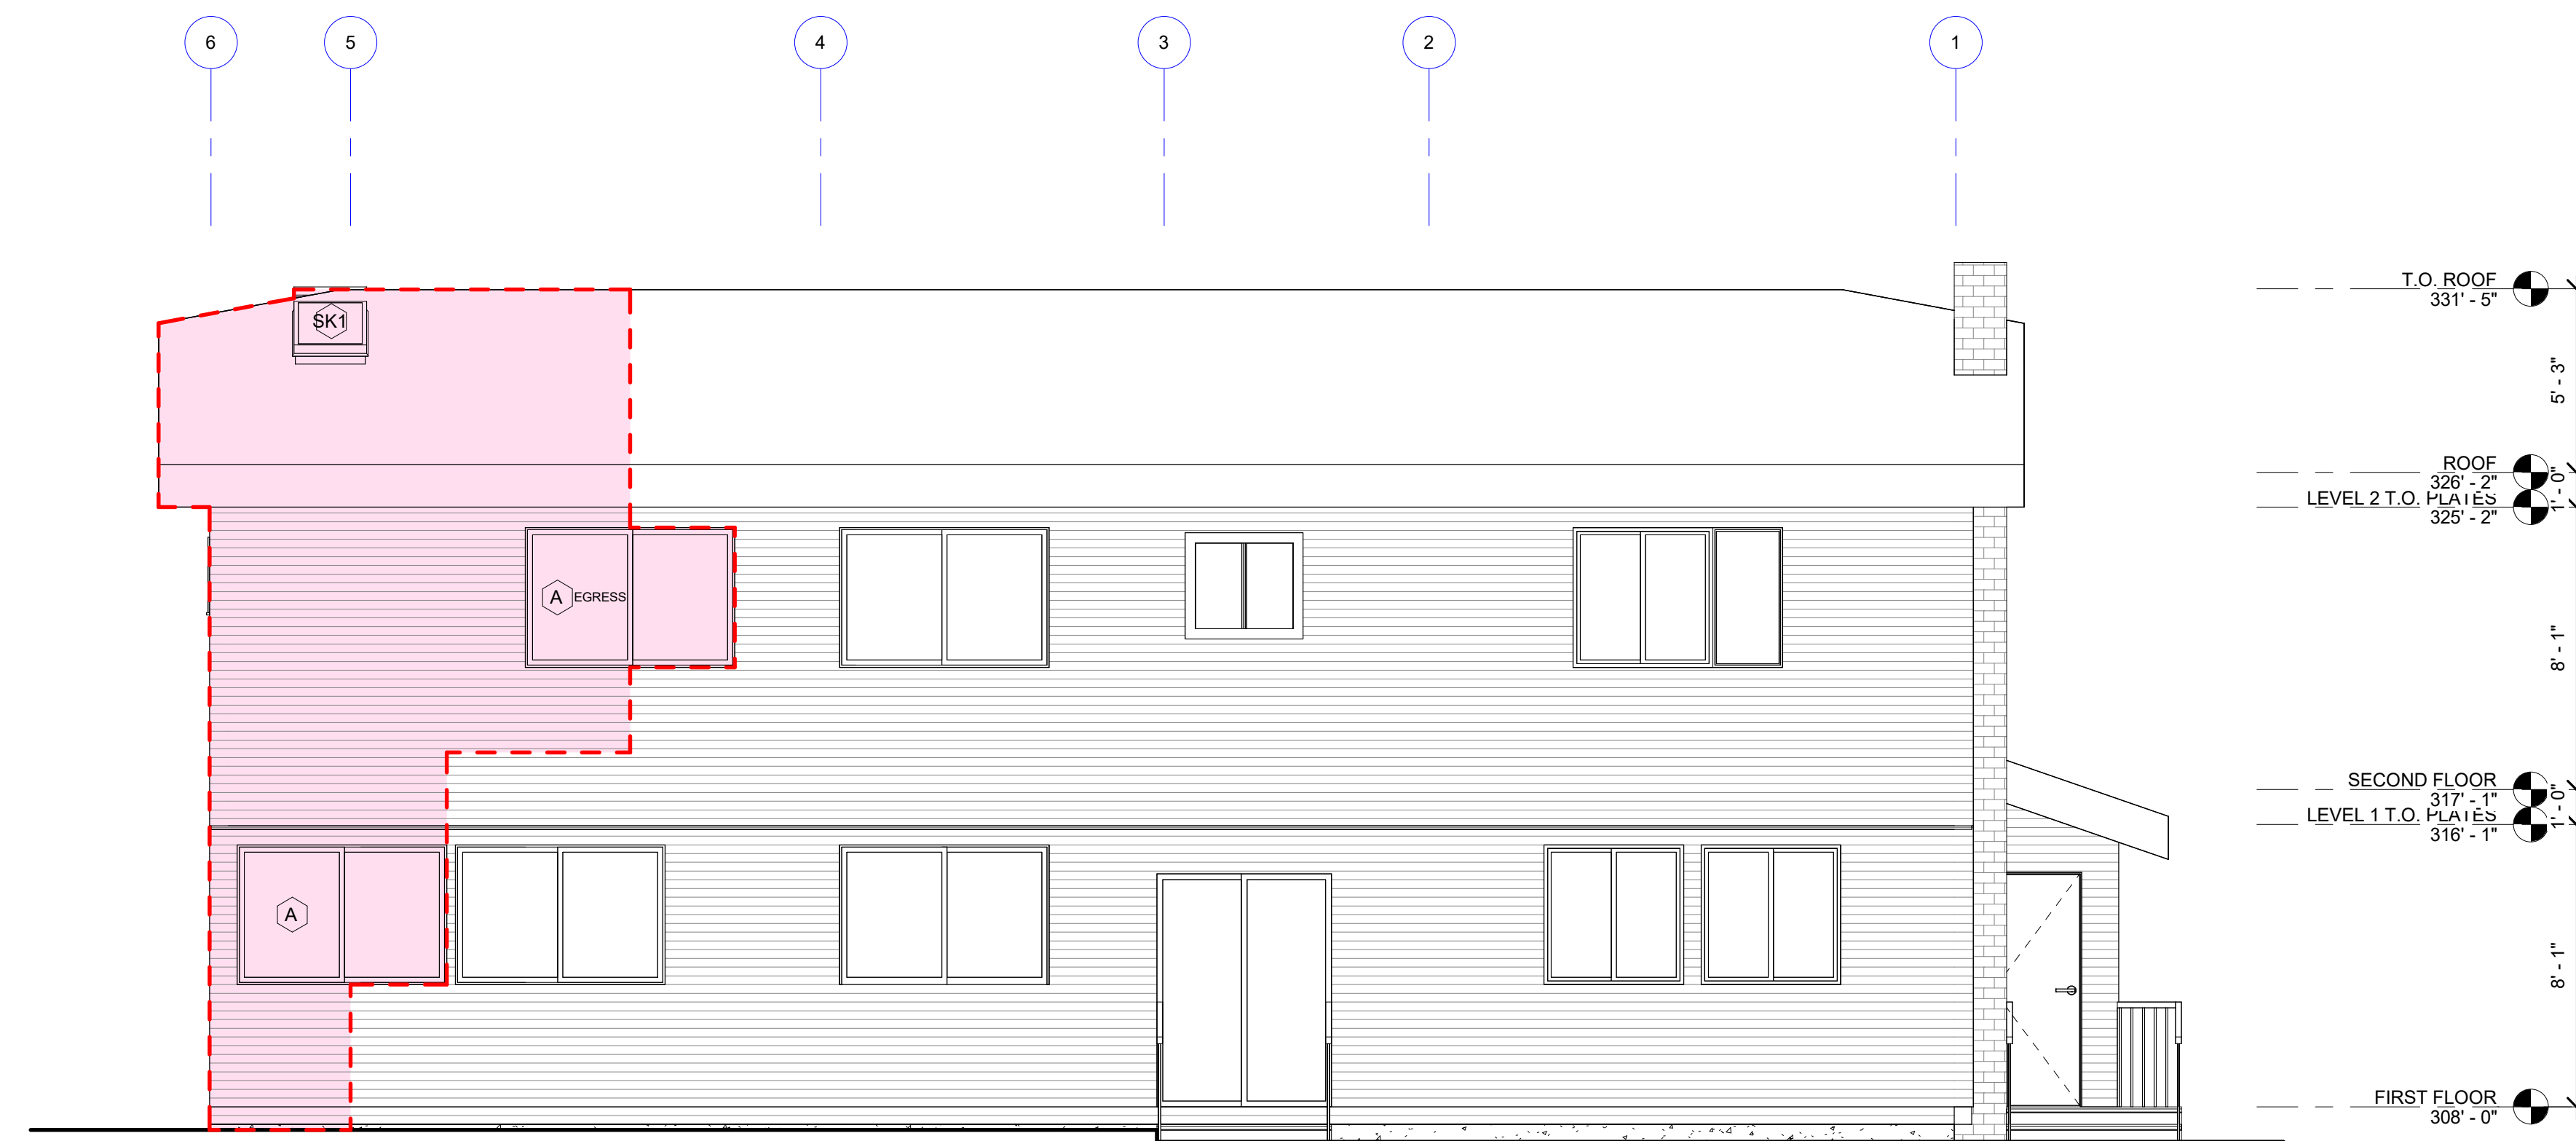 6 5 4 3 2 1
T.O. ROOF
331' - 5"
SK1
5' - 3"
ROOF
326' - 2"
1' - 0"
LEVEL 2 T.O. PLATES
325' - 2"
A EGRESS
8' - 1"
SECOND FLOOR
317' - 1"
1' - 0"
LEVEL 1 T.O. PLATES
316' - 1"
A
8' - 1"
FIRST FLOOR
308' - 0"